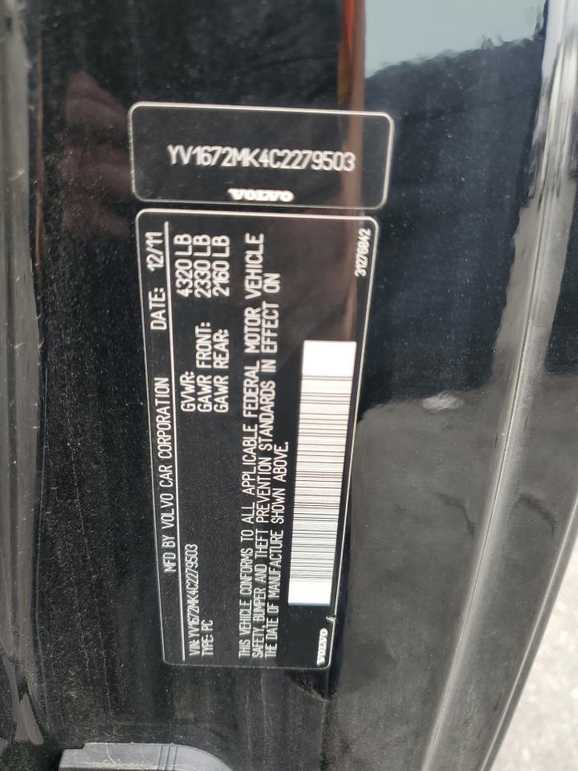 YV1672MK4C2279503
VOLVO
MFD BY VOLVO CAR CORPORATION DATE: 12/11
GVWR: 4320 LB
GAWR FRONT: 2330 LB
GAWR REAR: 2160 LB
VIN: YV1672MK4C2279503
TYPE: PC
THIS VEHICLE CONFORMS TO ALL APPLICABLE FEDERAL MOTOR VEHICLE
SAFETY, BUMPER AND THEFT PREVENTION STANDARDS IN EFFECT ON
THE DATE OF MANUFACTURE SHOWN ABOVE.
VOLVO
31276842